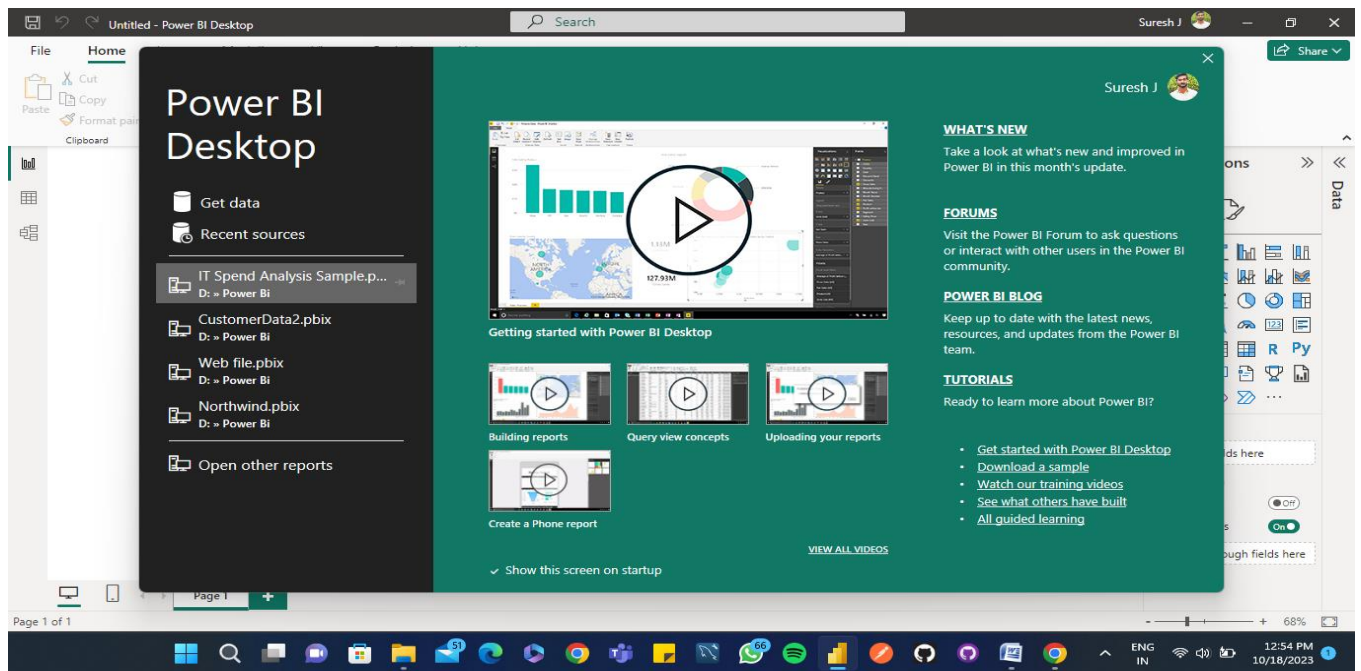 Untitled - Power BI Desktop
Search
Suresh J
File
Home
Share
Paste
Cut
Copy
Format pain
Clipboard
Power BI
Desktop
Get data
Recent sources
IT Spend Analysis Sample.p...
D: » Power Bi
CustomerData2.pbix
D: » Power Bi
Web file.pbix
D: » Power Bi
Northwind.pbix
D: » Power Bi
Open other reports
Suresh J
127.93M
Getting started with Power BI Desktop
Building reports
Query view concepts
Uploading your reports
Create a Phone report
VIEW ALL VIDEOS
Show this screen on startup
WHAT'S NEW
Take a look at what's new and improved in
Power BI in this month's update.
FORUMS
Visit the Power BI Forum to ask questions
or interact with other users in the Power BI
community.
POWER BI BLOG
Keep up to date with the latest news,
resources, and updates from the Power BI
team.
TUTORIALS
Ready to learn more about Power BI?
• Get started with Power BI Desktop
• Download a sample
• Watch our training videos
• See what others have built
• All guided learning
ons
Data
123
R Py
...
lds here
Off
s
On
ough fields here
Page 1
Page 1 of 1
- + 68%
51
66
ENG
IN
12:54 PM
10/18/2023
1